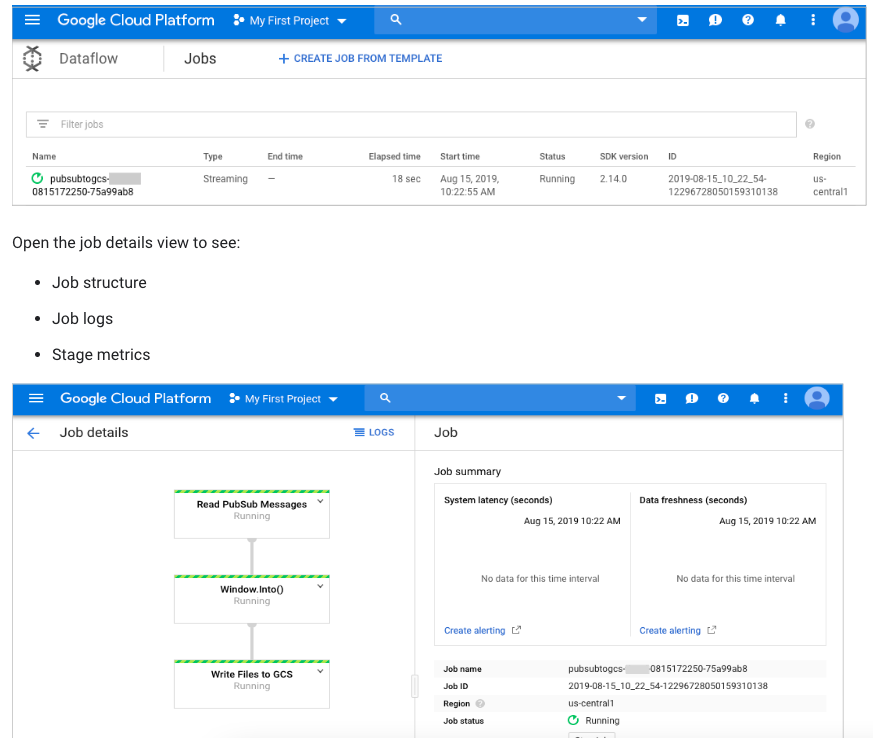 Google Cloud Platform My First Project
Dataflow Jobs + CREATE JOB FROM TEMPLATE
Filter jobs
Name Type End time Elapsed time Start time Status SDK version ID Region
pubsubtogcs- Streaming — 18 sec Aug 15, 2019, Running 2.14.0 2019-08-15_10_22_54- us-
0815172250-75a99ab8 10:22:55 AM 12296728050159310138 central1
Open the job details view to see:
• Job structure
• Job logs
• Stage metrics
Google Cloud Platform My First Project
Job details LOGS Job
Job summary
System latency (seconds) Data freshness (seconds)
Read PubSub Messages
Running
Aug 15, 2019 10:22 AM Aug 15, 2019 10:22 AM
No data for this time interval No data for this time interval
Window.Into()
Running
Create alerting Create alerting
Write Files to GCS
Running
Job name pubsubtogcs- -0815172250-75a99ab8
Job ID 2019-08-15_10_22_54-12296728050159310138
Region us-central1
Job status Running